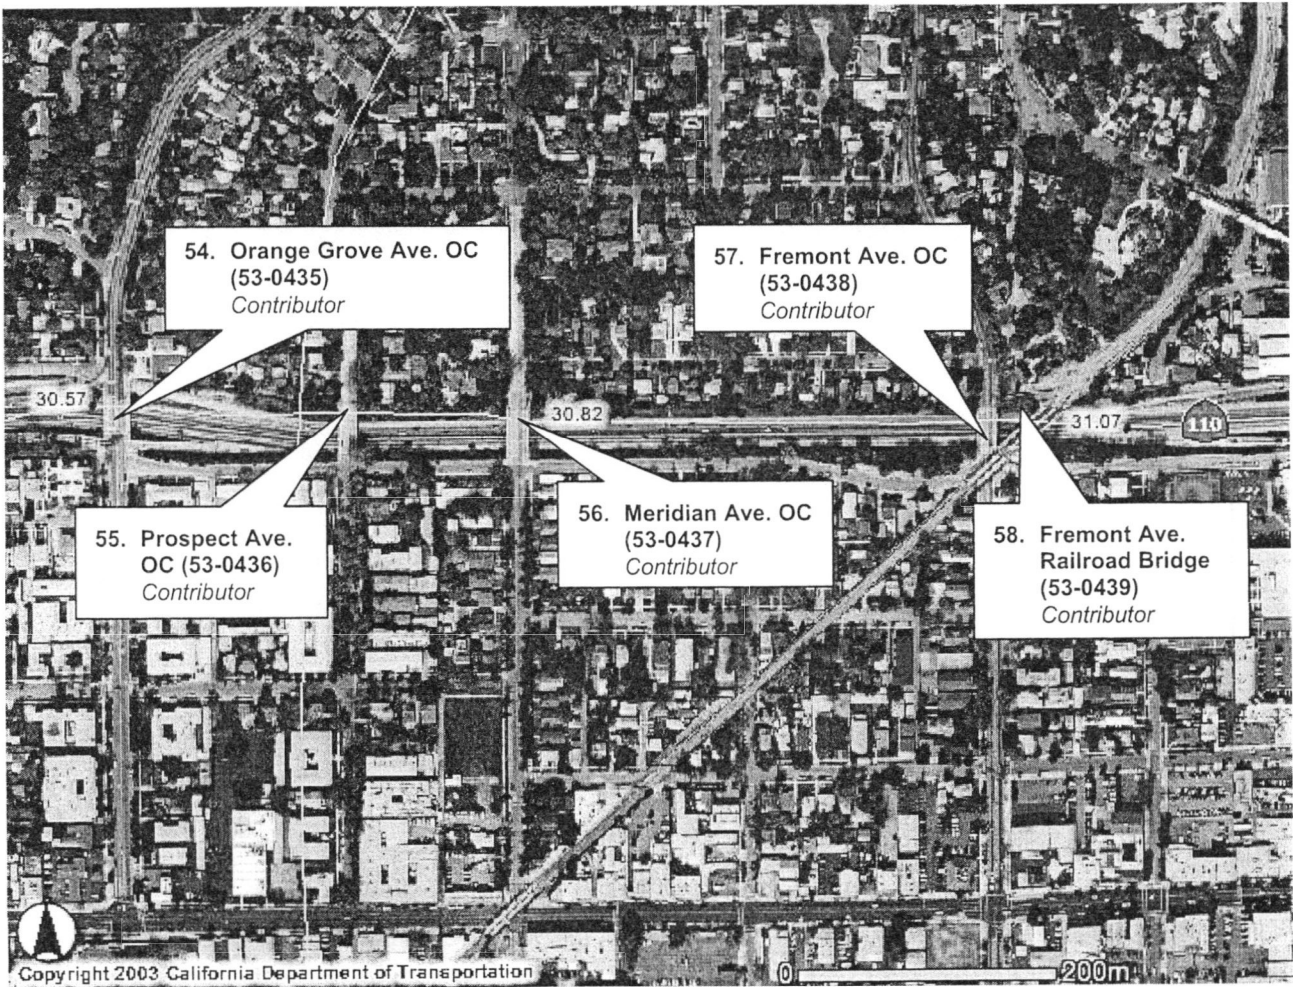 54. Orange Grove Ave. OC
(53-0435)
Contributor
57. Fremont Ave. OC
(53-0438)
Contributor
30.57
30.82
31.07
110
55. Prospect Ave.
OC (53-0436)
Contributor
56. Meridian Ave. OC
(53-0437)
Contributor
58. Fremont Ave.
Railroad Bridge
(53-0439)
Contributor
Copyright 2003 California Department of Transportation
0
200m